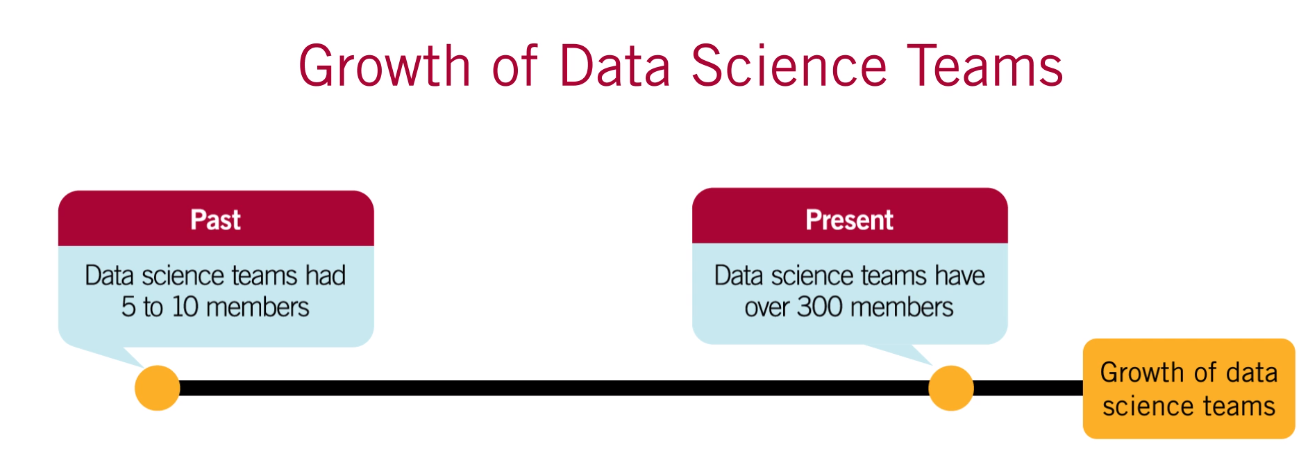 Growth of Data Science Teams
Past
Data science teams had
5 to 10 members
Present
Data science teams have
over 300 members
Growth of data
science teams